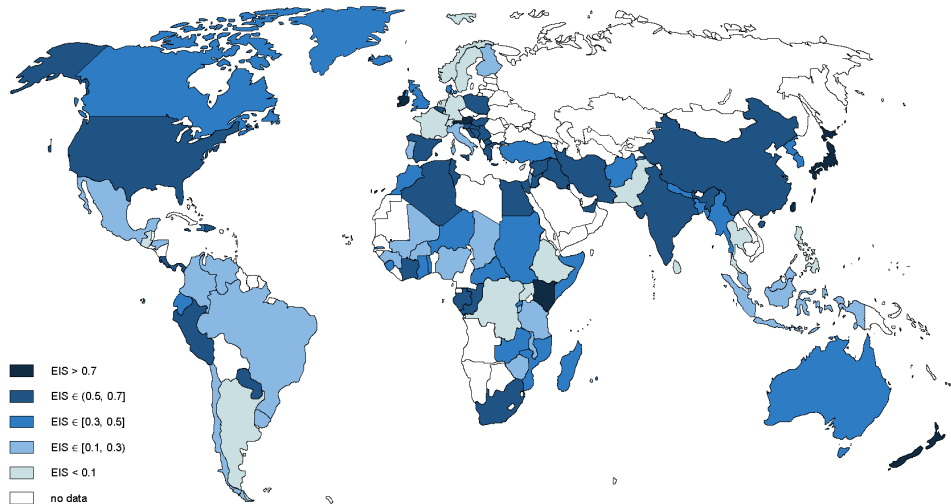 EIS > 0.7
EIS ∈ (0.5, 0.7]
EIS ∈ [0.3, 0.5]
EIS ∈ [0.1, 0.3)
EIS < 0.1
no data